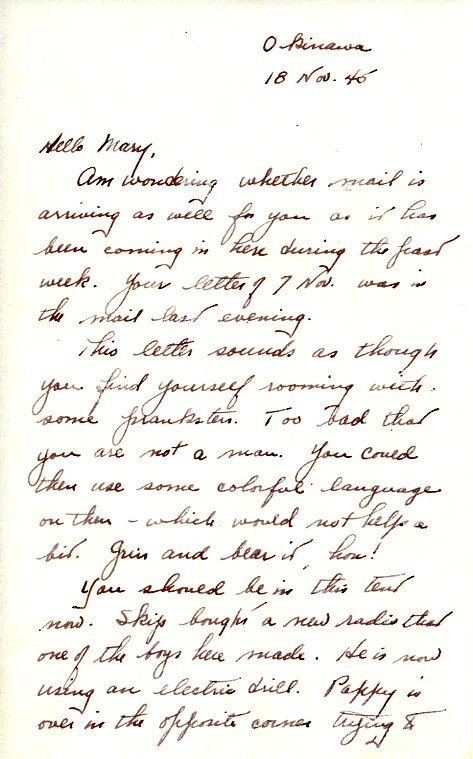 Okinawa
18 Nov. 45
Hello Mary,
Am wondering whether mail is
arriving as well for you as it has
been coming in here during the past
week. Your letter of 7 Nov. was in
the mail last evening.
This letter sounds as though
you find yourself rooming with
some pranksters. Too bad that
you are not a man. You could
then use some colorful language
on them - which would not help a
bit. Grin and bear it, hon!
You should be in this tent
now. Skip bought a new radio that
one of the boys here made. He is now
using an electric drill. Pappy is
over in the opposite corner trying to